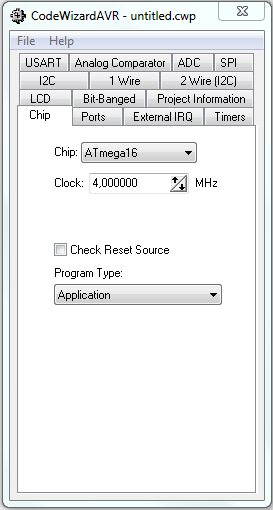 CodeWizardAVR - untitled.cwp
File Help
USART Analog Comparator ADC SPI
I2C 1 Wire 2 Wire (I2C)
LCD Bit-Banged Project Information
Chip Ports External IRQ Timers
Chip: ATmega16
Clock: 4,000000 MHz
Check Reset Source
Program Type:
Application